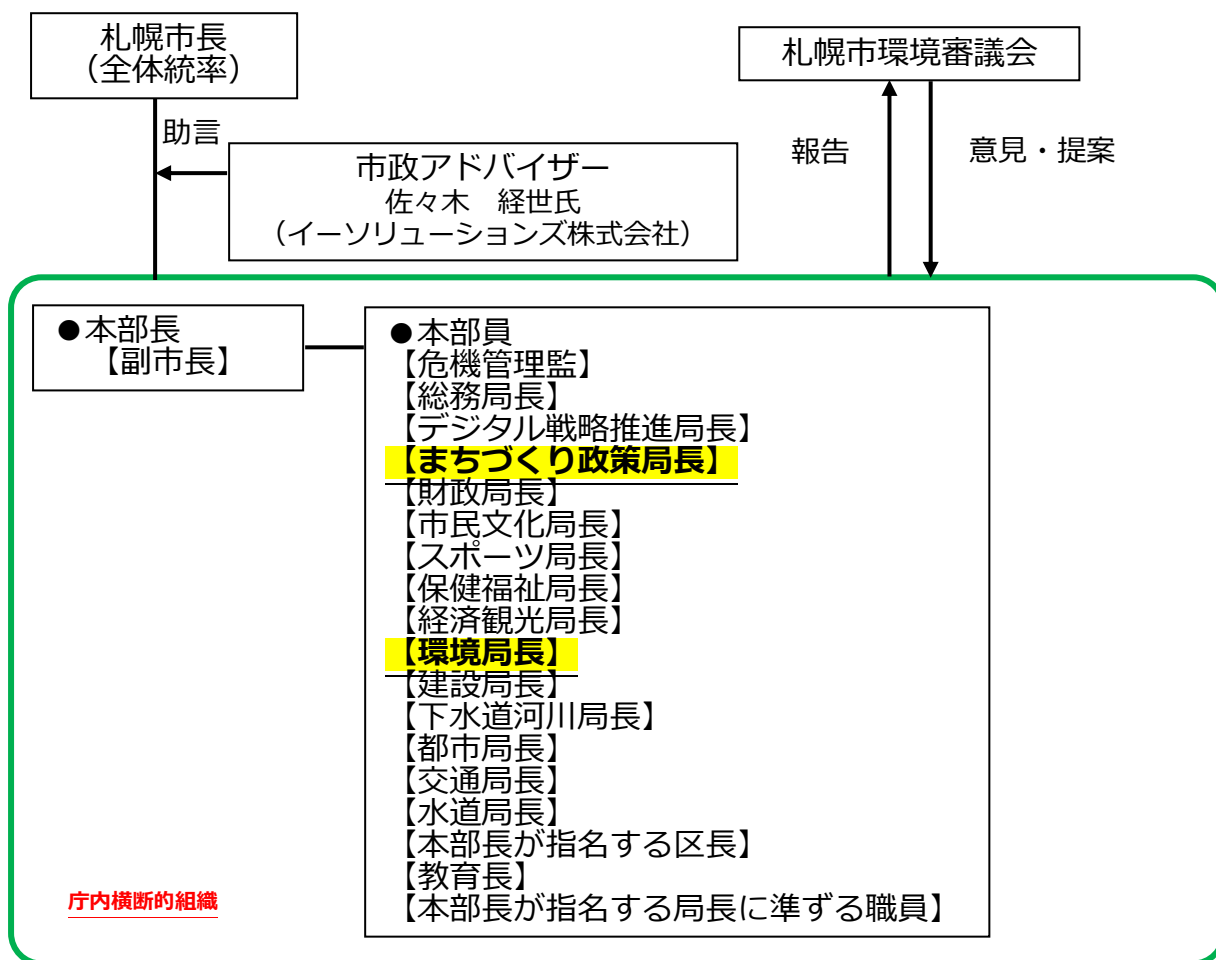 札幌市長
（全体統率）
札幌市環境審議会
助言
市政アドバイザー
佐々木　経世氏
（イーソリューションズ株式会社）
報告
意見・提案
●本部長
【副市長】
●本部員
【危機管理監】
【総務局長】
【デジタル戦略推進局長】
【まちづくり政策局長】
【財政局長】
【市民文化局長】
【スポーツ局長】
【保健福祉局長】
【経済観光局長】
【環境局長】
【建設局長】
【下水道河川局長】
【都市局長】
【交通局長】
【水道局長】
【本部長が指名する区長】
【教育長】
【本部長が指名する局長に準ずる職員】
庁内横断的組織